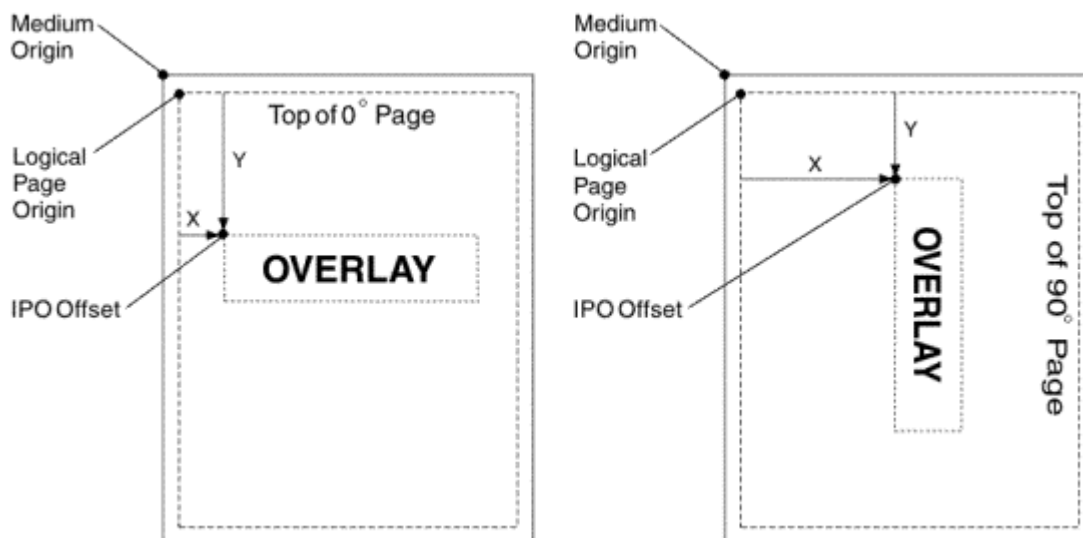 Medium
Origin
Top of 0° Page
Y
Logical
Page
Origin
X
OVERLAY
IPO Offset
Medium
Origin
Y
Logical
Page
Origin
X
Top of 90° Page
OVERLAY
IPO Offset